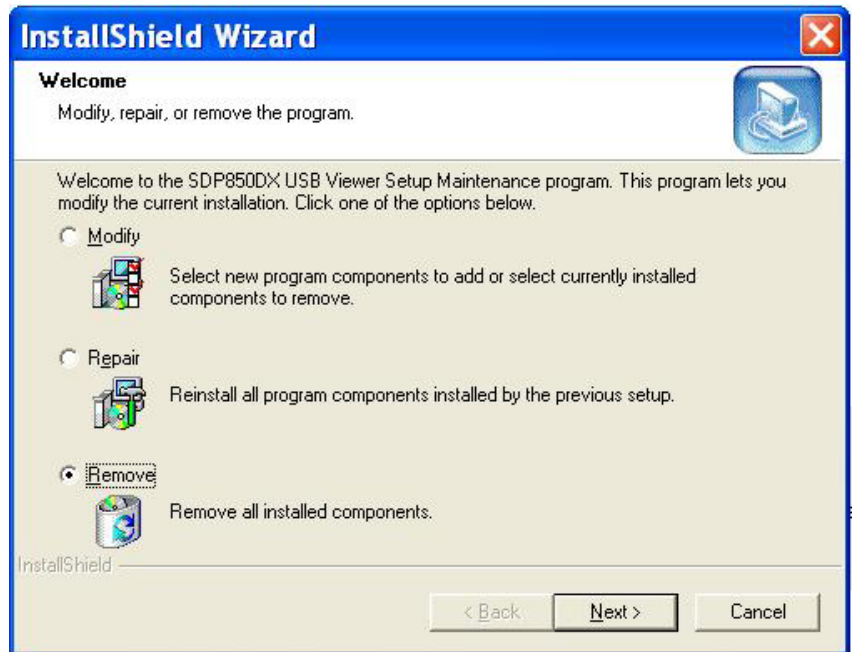 InstallShield Wizard
Welcome
Modify, repair, or remove the program.
Welcome to the SDP850DX USB Viewer Setup Maintenance program. This program lets you
modify the current installation. Click one of the options below.
Modify
Select new program components to add or select currently installed
components to remove.
Repair
Reinstall all program components installed by the previous setup.
Remove
Remove all installed components.
InstallShield
< Back Next > Cancel